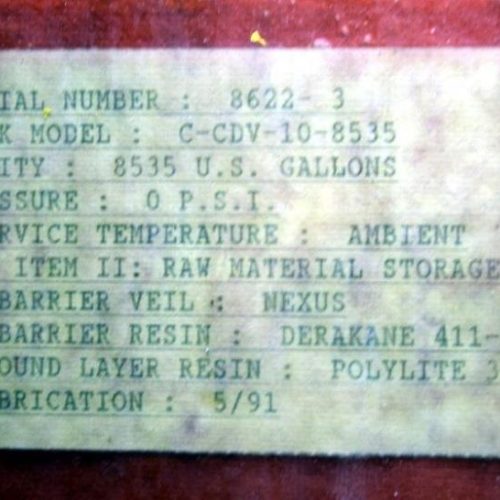 IAL NUMBER : 8622- 3
K MODEL : C-CDV-10-8535
ITY : 8535 U.S. GALLONS
SSURE : 0 P.S.I.
RVICE TEMPERATURE : AMBIENT
ITEM II: RAW MATERIAL STORAGE
BARRIER VEIL : NEXUS
BARRIER RESIN : DERAKANE 411-
OUND LAYER RESIN : POLYLITE 3
BRICATION : 5/91